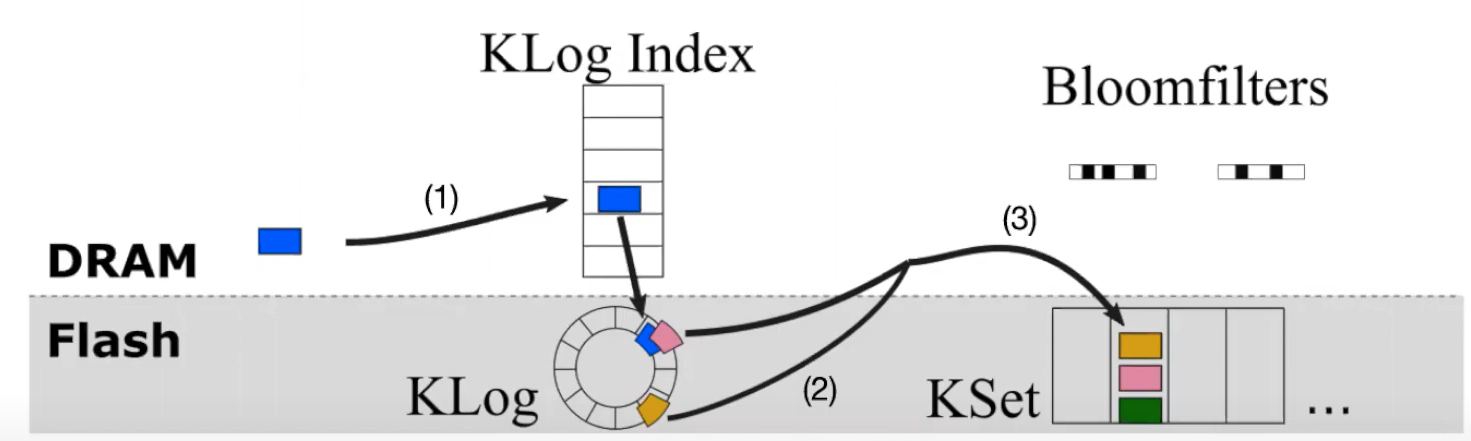 KLog Index
Bloomfilters
(1)
(3)
DRAM
Flash
KLog
(2)
KSet
...